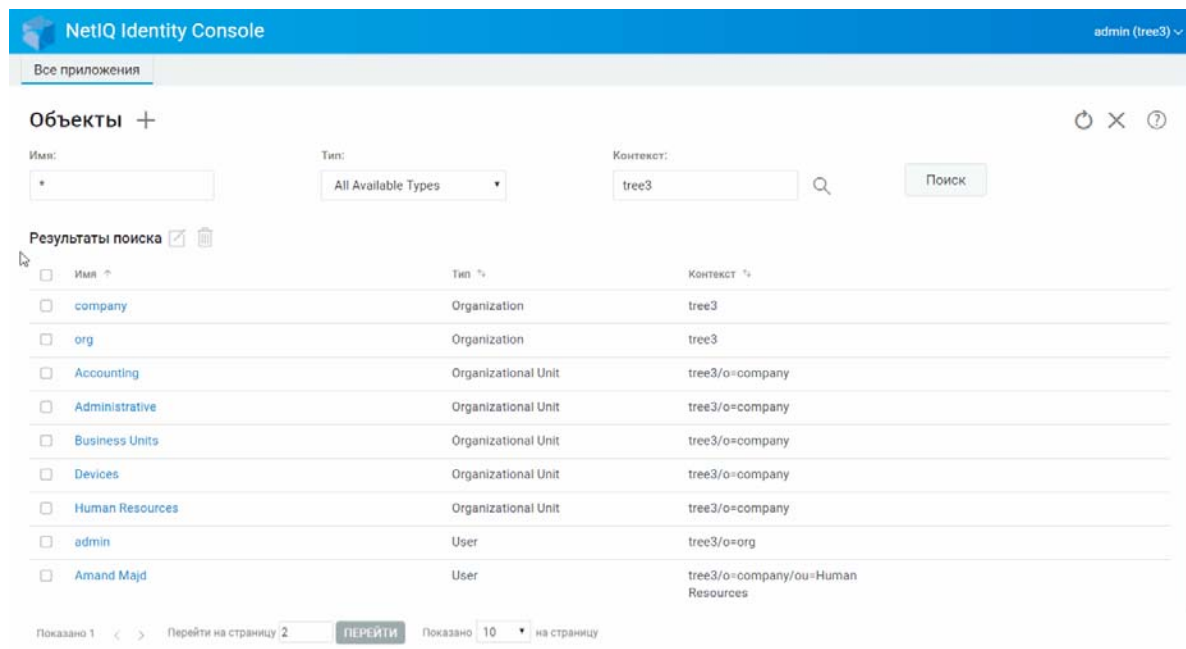 NetIQ Identity Console
admin (tree3)
Все приложения
Объекты
Имя: Тип: Контекст:
* All Available Types tree3 Поиск
Результаты поиска
Имя Тип Контекст
company Organization tree3
org Organization tree3
Accounting Organizational Unit tree3/o=company
Administrative Organizational Unit tree3/o=company
Business Units Organizational Unit tree3/o=company
Devices Organizational Unit tree3/o=company
Human Resources Organizational Unit tree3/o=company
admin User tree3/o=org
Amand Majd User tree3/o=company/ou=Human
Resources
Показано 1 Перейти на страницу 2 ПЕРЕЙТИ Показано 10 на страницу